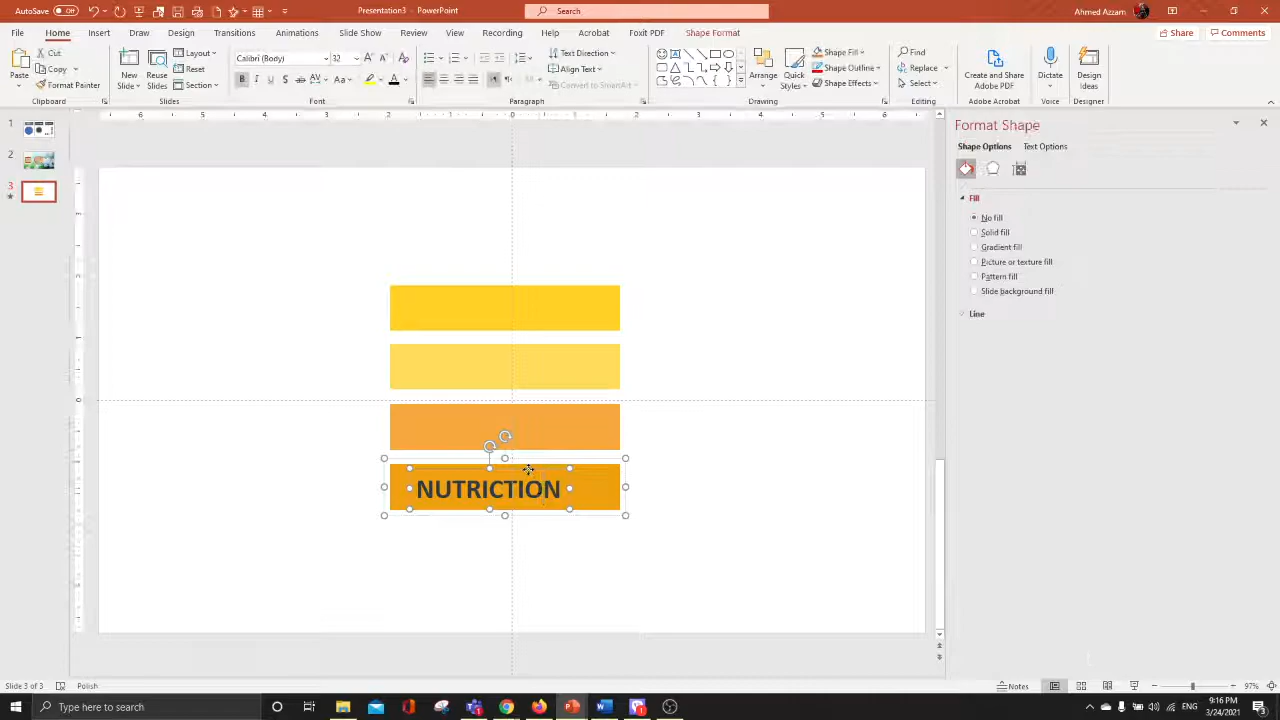 AutoSave Off Presentation3 - PowerPoint Search Ahmed Azzam
File Home Insert Draw Design Transitions Animations Slide Show Review View Recording Help Acrobat Foxit PDF Shape Format Share Comments
Cut
Copy
Format Painter
Paste
Clipboard
New Slide
Reuse Slides
Layout
Reset
Section
Slides
Calibri (Body) 32
Font
Paragraph
Text Direction
Align Text
Convert to SmartArt
Arrange
Quick Styles
Shape Fill
Shape Outline
Shape Effects
Drawing
Find
Replace
Select
Editing
Create and Share Adobe PDF
Adobe Acrobat
Dictate
Voice
Design Ideas
Designer
1
2
3
Format Shape
Shape Options Text Options
Fill
No fill
Solid fill
Gradient fill
Picture or texture fill
Pattern fill
Slide background fill
Line
NUTRICTION
Slide 3 of 3 Polish Notes 97%
Type here to search
ENG
9:16 PM
3/24/2021